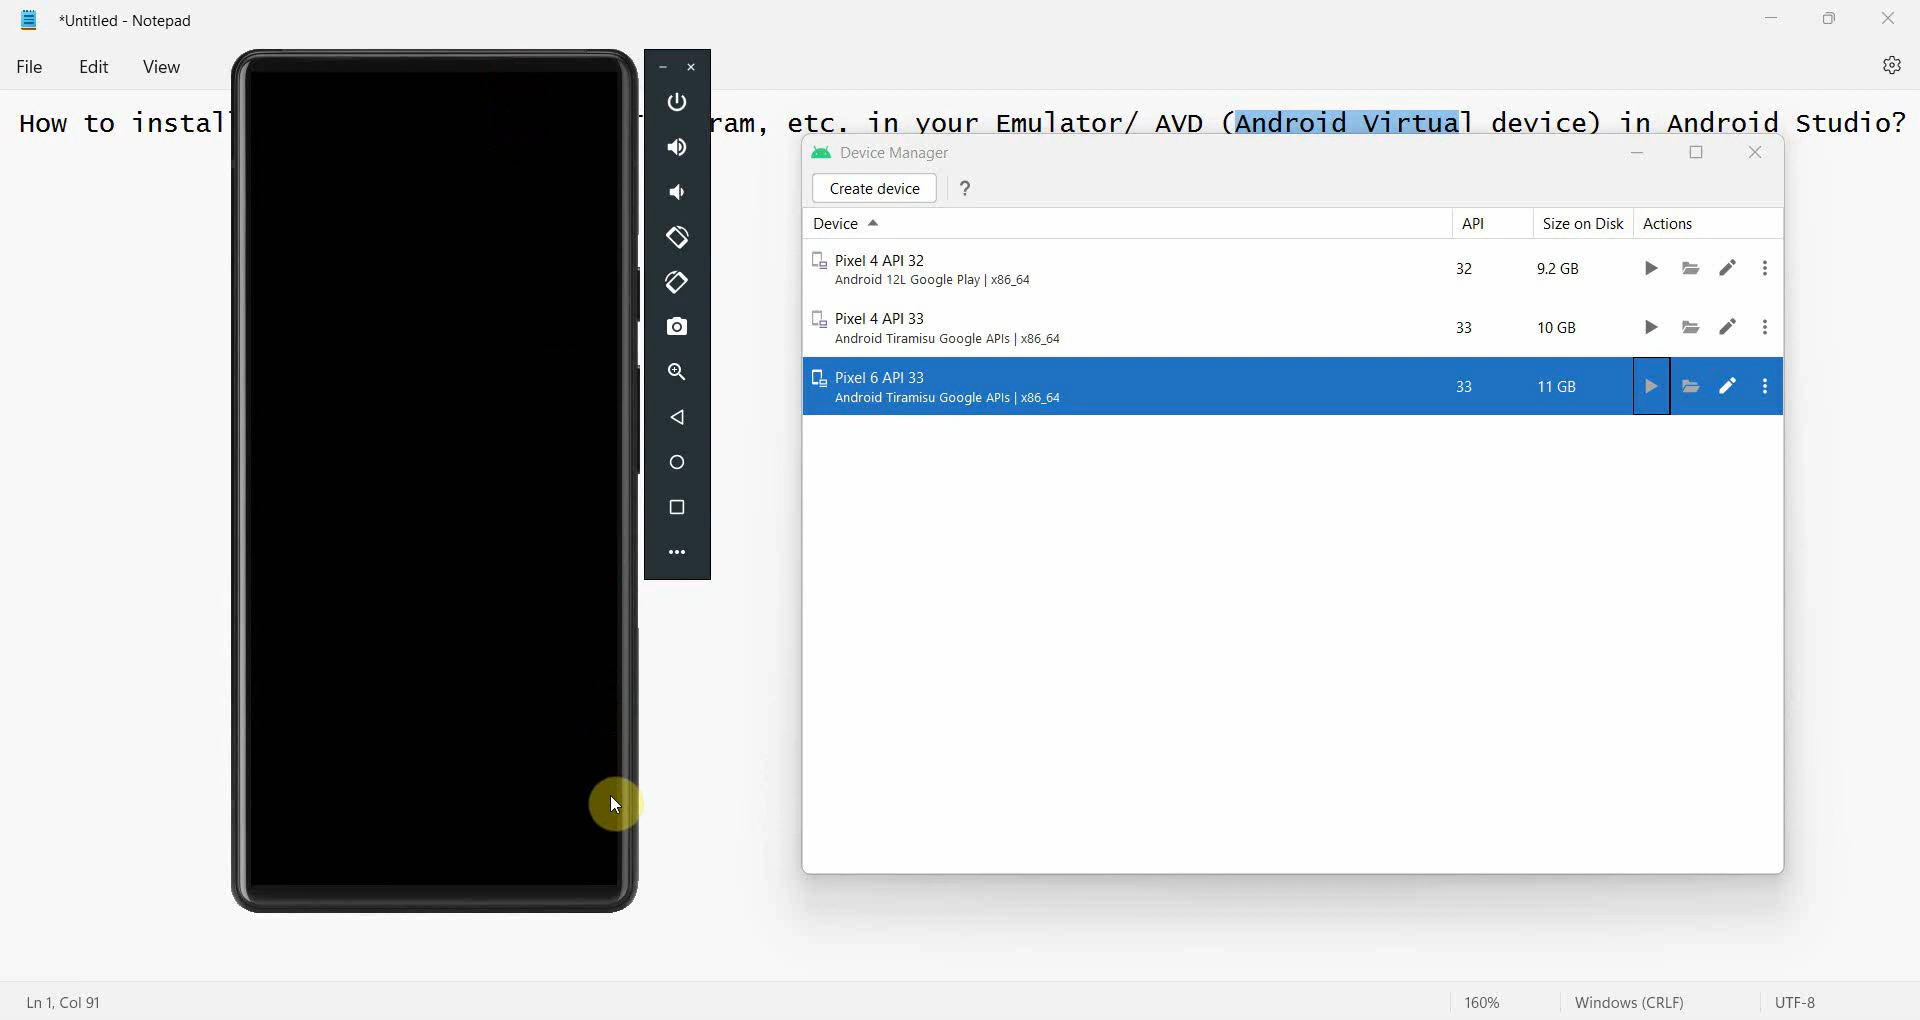 *Untitled - Notepad
File Edit View
How to instal ram, etc. in your Emulator/ AVD (Android Virtual device) in Android Studio?
Device Manager
Create device ?
Device API Size on Disk Actions
Pixel 4 API 32
Android 12L Google Play | x86_64
32 9.2 GB
Pixel 4 API 33
Android Tiramisu Google APIs | x86_64
33 10 GB
Pixel 6 API 33
Android Tiramisu Google APIs | x86_64
33 11 GB
Ln 1, Col 91 160% Windows (CRLF) UTF-8